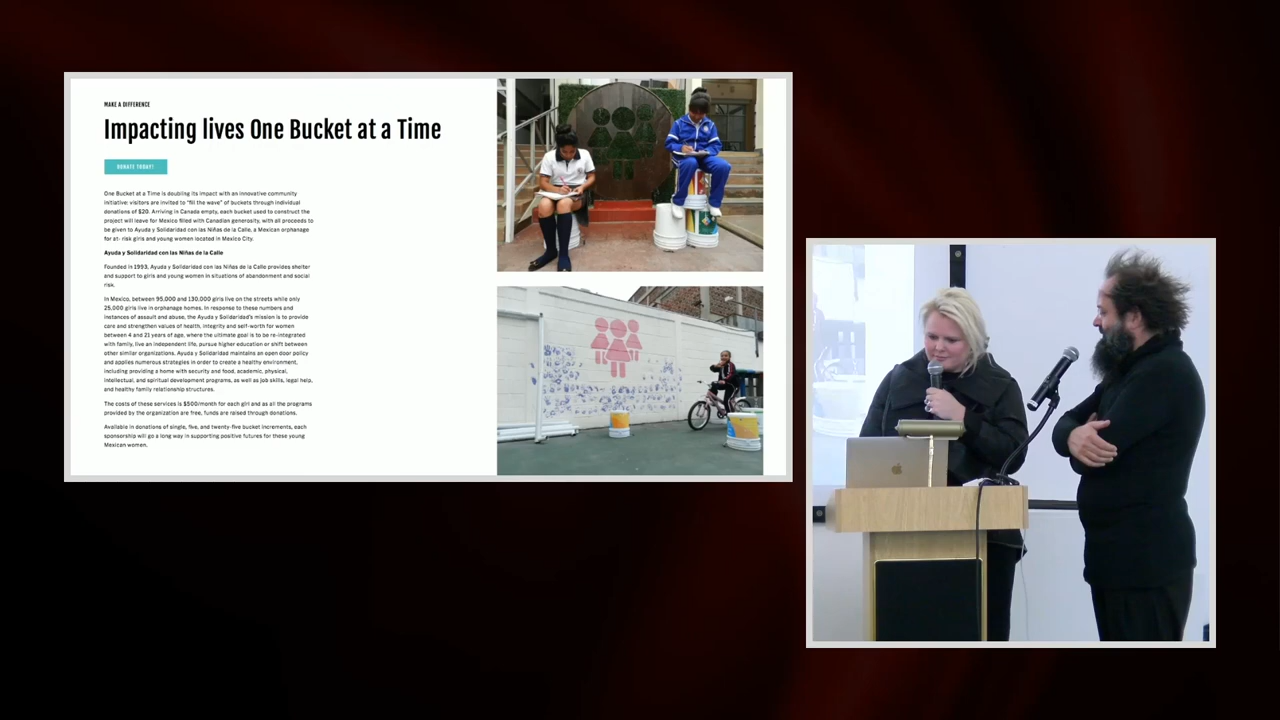 MAKE A DIFFERENCE
Impacting lives One Bucket at a Time
DONATE TODAY!
One Bucket at a Time is doubling its impact with an innovative community
initiative: visitors are invited to "fill the wave" of buckets through individual
donations of $20. Arriving in Canada empty, each bucket used to construct the
project will leave for Mexico filled with Canadian generosity, with all proceeds to
be given to Ayuda y Solidaridad con las Niñas de la Calle, a Mexican orphanage
for at- risk girls and young women located in Mexico City.
Ayuda y Solidaridad con las Niñas de la Calle
Founded in 1993, Ayuda y Solidaridad con las Niñas de la Calle provides shelter
and support to girls and young women in situations of abandonment and social
risk.
In Mexico, between 95,000 and 130,000 girls live on the streets while only
25,000 girls live in orphanage homes. In response to these numbers and
instances of assault and abuse, the Ayuda y Solidaridad's mission is to provide
care and strengthen values of health, integrity and self-worth for women
between 4 and 21 years of age, where the ultimate goal is to be re-integrated
with family, live an independent life, pursue higher education or shift between
other similar organizations. Ayuda y Solidaridad maintains an open door policy
and applies numerous strategies in order to create a healthy environment,
including providing a home with security and food, academic, physical,
intellectual, and spiritual development programs, as well as job skills, legal help,
and healthy family relationship structures.
The costs of these services is $500/month for each girl and as all the programs
provided by the organization are free, funds are raised through donations.
Available in donations of single, five, and twenty-five bucket increments, each
sponsorship will go a long way in supporting positive futures for these young
Mexican women.